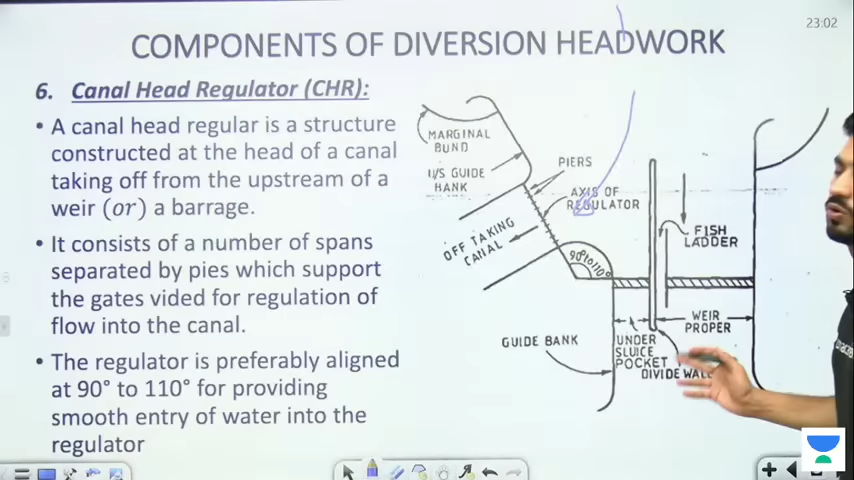 23:02
COMPONENTS OF DIVERSION HEADWORK
6. Canal Head Regulator (CHR):
• A canal head regular is a structure
constructed at the head of a canal
taking off from the upstream of a
weir (or) a barrage.
• It consists of a number of spans
separated by pies which support
the gates vided for regulation of
flow into the canal.
• The regulator is preferably aligned
at 90° to 110° for providing
smooth entry of water into the
regulator
MARGINAL
BUND
U/S GUIDE
BANK
PIERS
AXIS OF
REGULATOR
OFF TAKING
CANAL
90° to 110°
FISH
LADDER
WEIR
PROPER
GUIDE BANK
UNDER
SLUICE
POCKET
DIVIDE WALL